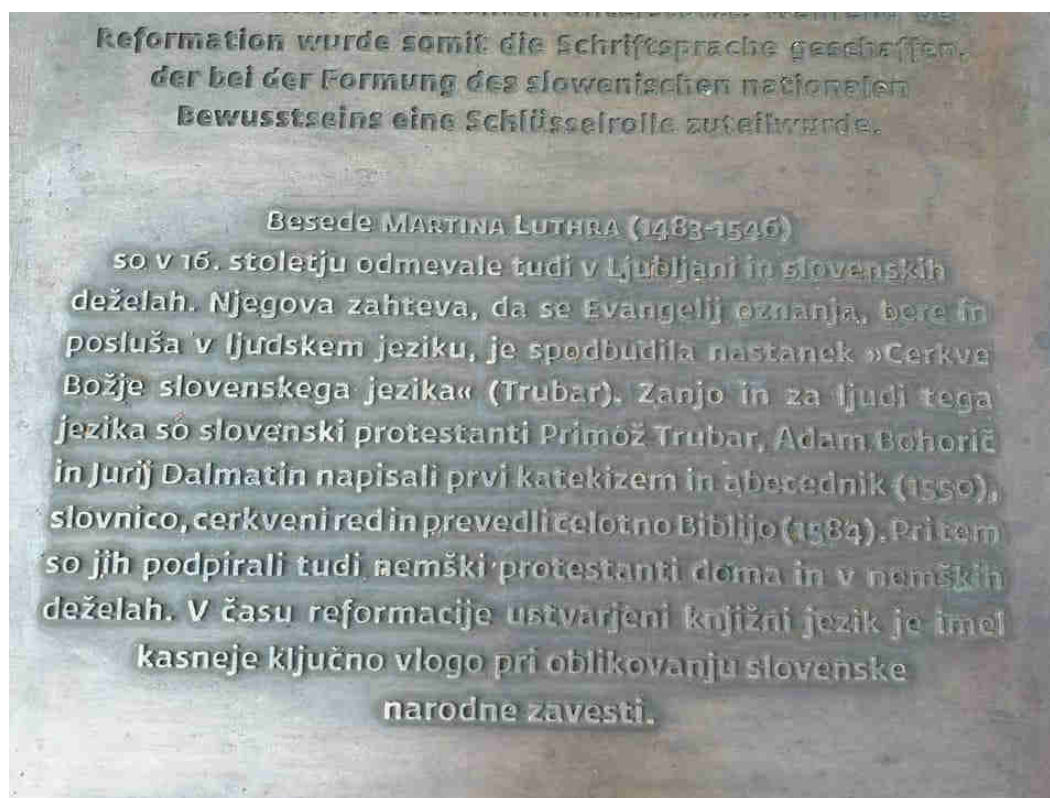 Reformation wurde somit die Schriftsprache geschaffen,
der bei der Formung des slowenischen nationalen
Bewusstseins eine Schlüsselrolle zuteilwurde.
Besede MARTINA LUTHRA (1483-1546)
so v 16. stoletju odmevale tudi v Ljubljani in slovenskih
deželah. Njegova zahteva, da se Evangelij oznanja, bere in
posluša v ljudskem jeziku, je spodbudila nastanek »Cerkve
Božje slovenskega jezika« (Trubar). Zanjo in za ljudi tega
jezika so slovenski protestanti Primož Trubar, Adam Bohorič
in Jurij Dalmatin napisali prvi katekizem in abecednik (1550),
slovnico, cerkveni red in prevedli celotno Biblijo (1584). Pri tem
so jih podpirali tudi nemški protestanti doma in v nemških
deželah. V času reformacije ustvarjeni knjižni jezik je imel
kasneje ključno vlogo pri oblikovanju slovenske
narodne zavesti.